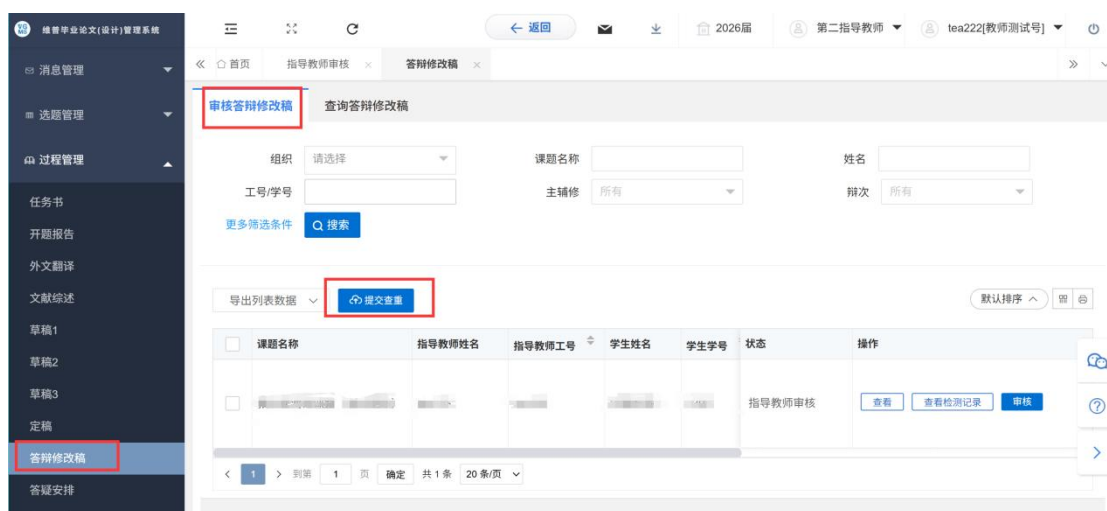 维普毕业论文(设计)管理系统
返回
2026届
第二指导教师
tea222[教师测试号]
消息管理
首页
指导教师审核
答辩修改稿
选题管理
审核答辩修改稿
查询答辩修改稿
过程管理
组织
请选择
课题名称
姓名
任务书
工号/学号
主辅修
所有
辩次
所有
开题报告
更多筛选条件
搜索
外文翻译
文献综述
导出列表数据
提交查重
默认排序
草稿1
课题名称
指导教师姓名
指导教师工号
学生姓名
学生学号
状态
操作
草稿2
草稿3
指导教师审核
查看
查看检测记录
审核
定稿
答辩修改稿
1
到第
1
页
确定
共1条
20条/页
答疑安排